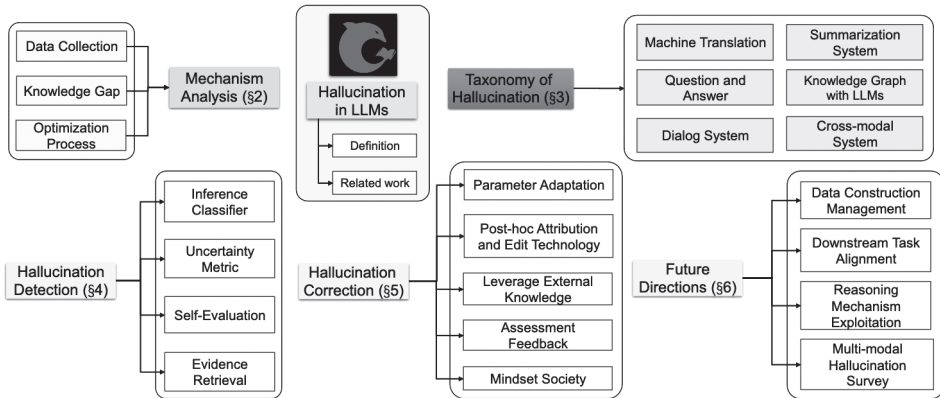 Data Collection
Knowledge Gap
Optimization
Process
Mechanism
Analysis (§2)
Hallucination
in LLMs
Definition
Related work
Taxonomy of
Hallucination (§3)
Machine Translation
Summarization
System
Question and
Answer
Knowledge Graph
with LLMs
Dialog System
Cross-modal
System
Hallucination
Detection (§4)
Inference
Classifier
Uncertainty
Metric
Self-Evaluation
Evidence
Retrieval
Hallucination
Correction (§5)
Parameter Adaptation
Post-hoc Attribution
and Edit Technology
Leverage External
Knowledge
Assessment
Feedback
Mindset Society
Future
Directions (§6)
Data Construction
Management
Downstream Task
Alignment
Reasoning
Mechanism
Exploitation
Multi-modal
Hallucination
Survey